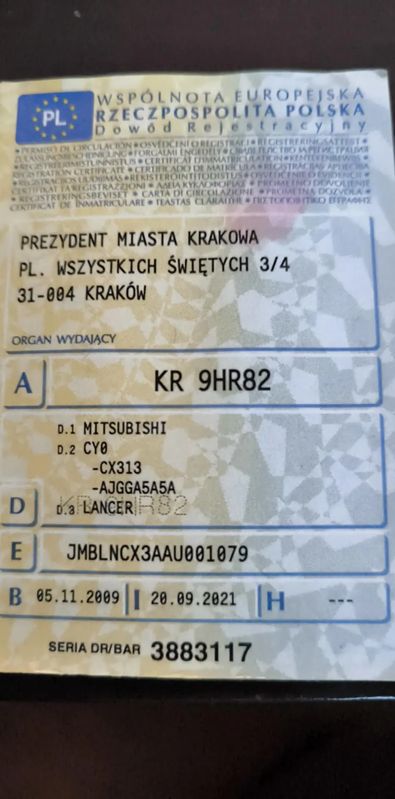 PL
WSPÓLNOTA EUROPEJSKA
RZECZPOSPOLITA POLSKA
Dowód Rejestracyjny
PREZYDENT MIASTA KRAKOWA
PL. WSZYSTKICH ŚWIĘTYCH 3/4
31-004 KRAKÓW
ORGAN WYDAJĄCY
A KR 9HR82
D.1 MITSUBISHI
D.2 CY0
-CX313
-AJGGA5A5A
D D.3 LANCER
KR 9HR82
E JMBLNCX3AAU001079
B 05.11.2009 I 20.09.2021 H ---
SERIA DR/BAR 3883117